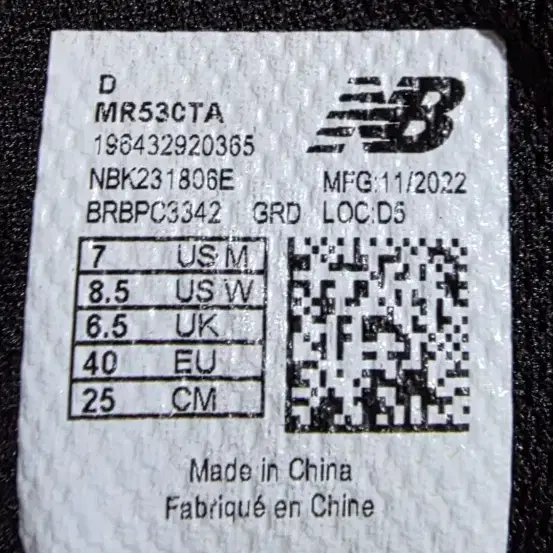 D
MR530TA
196432920365
NBK231806E MFG:11/2022
BRBPC3342 GRD LOC:D5
7 US M
8.5 US W
6.5 UK
40 EU
25 CM
Made in China
Fabriqué en Chine
NB